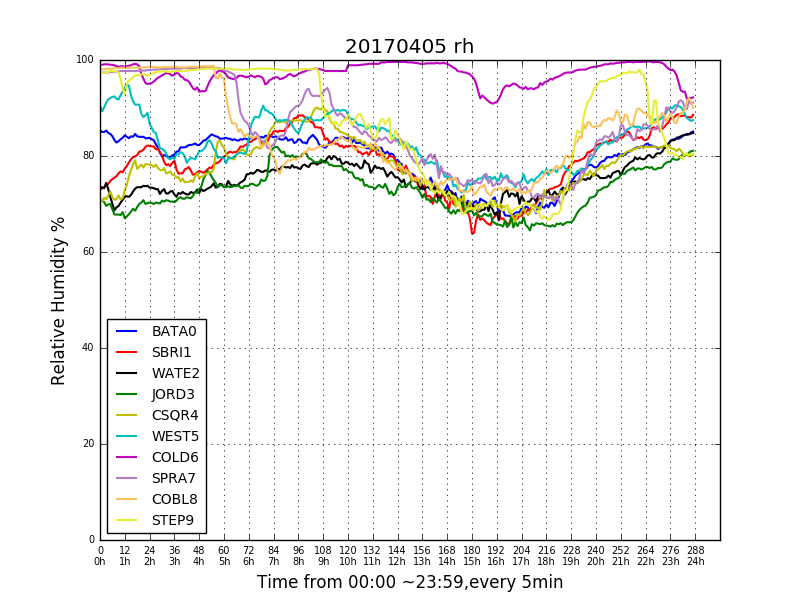 20170405 rh
Relative Humidity %
100
80
60
40
20
0
BATA0
SBRI1
WATE2
JORD3
CSQR4
WEST5
COLD6
SPRA7
COBL8
STEP9
0 12 24 36 48 60 72 84 96 108 120 132 144 156 168 180 192 204 216 228 240 252 264 276 288
0h 1h 2h 3h 4h 5h 6h 7h 8h 9h 10h 11h 12h 13h 14h 15h 16h 17h 18h 19h 20h 21h 22h 23h 24h
Time from 00:00 ~23:59,every 5min